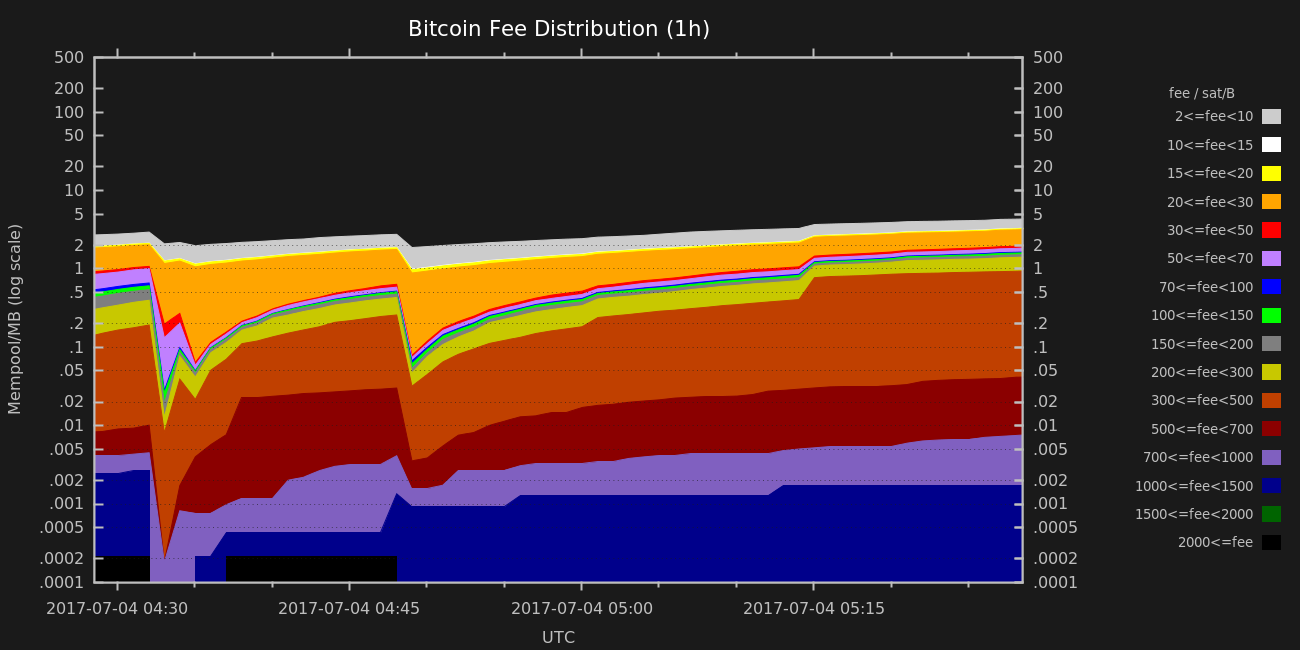 Bitcoin Fee Distribution (1h)
500
200
100
50
20
10
5
2
1
.5
.2
.1
.05
.02
.01
.005
.002
.001
.0005
.0002
.0001
Mempool/MB (log scale)
500
200
100
50
20
10
5
2
1
.5
.2
.1
.05
.02
.01
.005
.002
.001
.0005
.0002
.0001
2017-07-04 04:30
2017-07-04 04:45
2017-07-04 05:00
2017-07-04 05:15
UTC
fee / sat/B
2<=fee<10
10<=fee<15
15<=fee<20
20<=fee<30
30<=fee<50
50<=fee<70
70<=fee<100
100<=fee<150
150<=fee<200
200<=fee<300
300<=fee<500
500<=fee<700
700<=fee<1000
1000<=fee<1500
1500<=fee<2000
2000<=fee